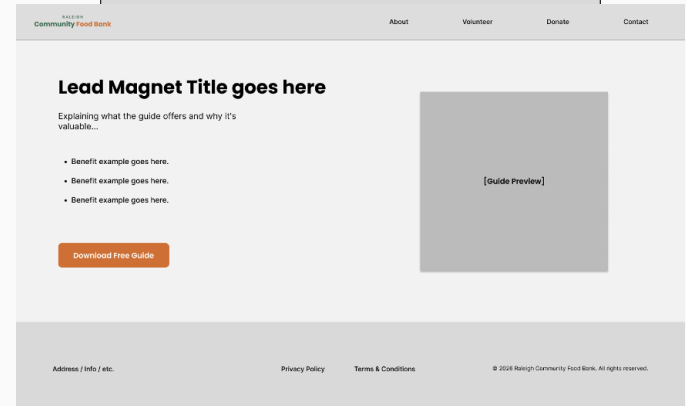 RALEIGH
Community Food Bank
About
Volunteer
Donate
Contact
Lead Magnet Title goes here
Explaining what the guide offers and why it's
valuable...
• Benefit example goes here.
• Benefit example goes here.
• Benefit example goes here.
Download Free Guide
[Guide Preview]
Address / Info / etc.
Privacy Policy
Terms & Conditions
© 2026 Raleigh Community Food Bank. All rights reserved.